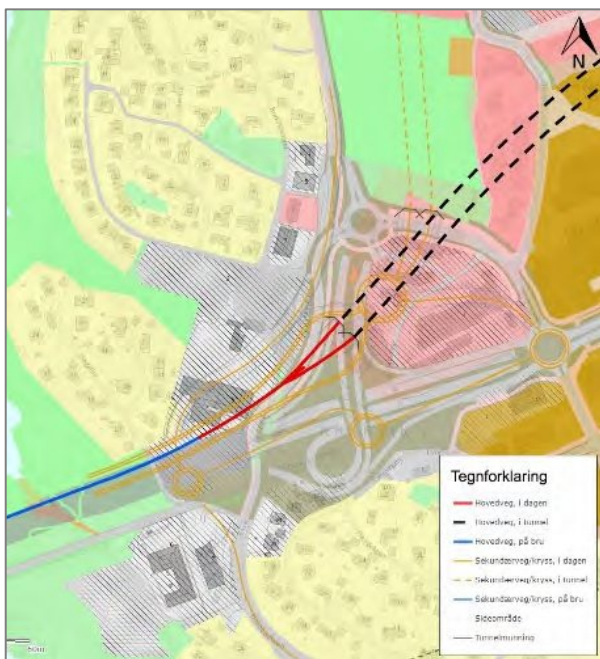 N
Tegnforklaring
Hovedveg, i dagen
Hovedveg, i tunnel
Hovedveg, på bru
Sekundærveg/kryss, i dagen
Sekundærveg/kryss, i tunnel
Sekundærveg/kryss, på bru
Sideområde
Tunnelmunning